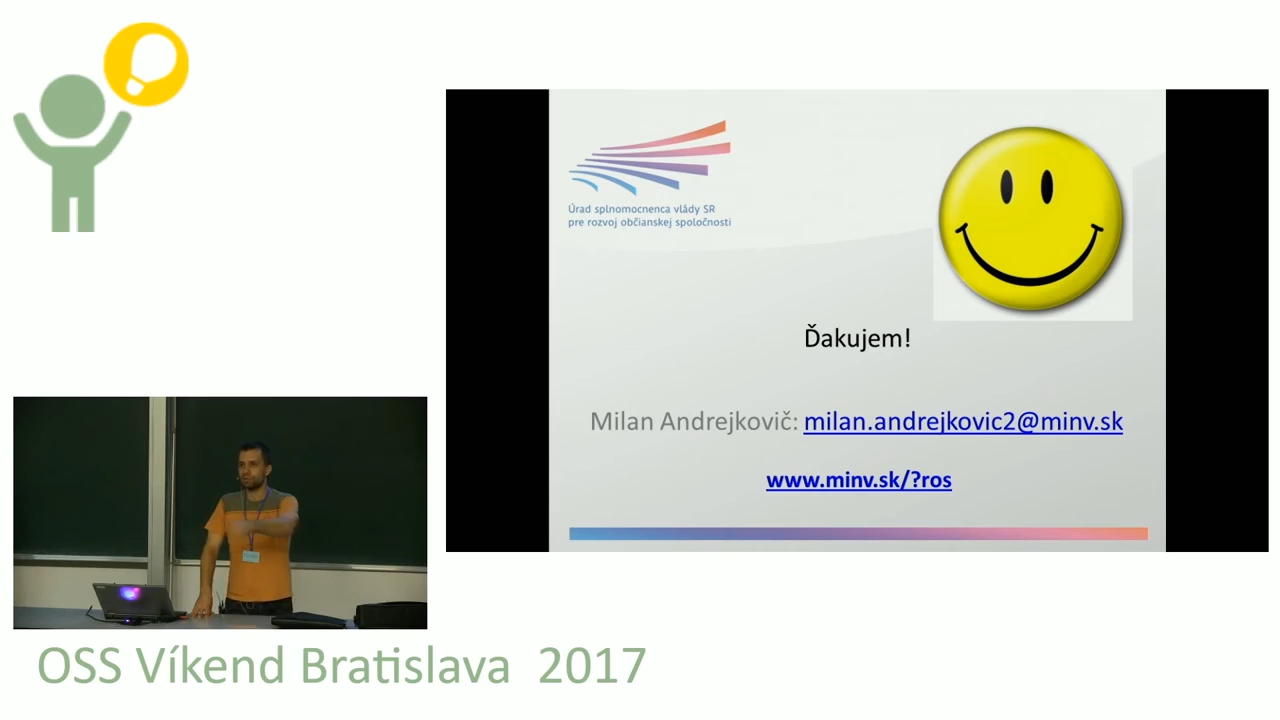 Úrad splnomocnenca vlády SR
pre rozvoj občianskej spoločnosti
Ďakujem!
Milan Andrejkovič: milan.andrejkovic2@minv.sk
www.minv.sk/?ros
OSS Víkend Bratislava 2017